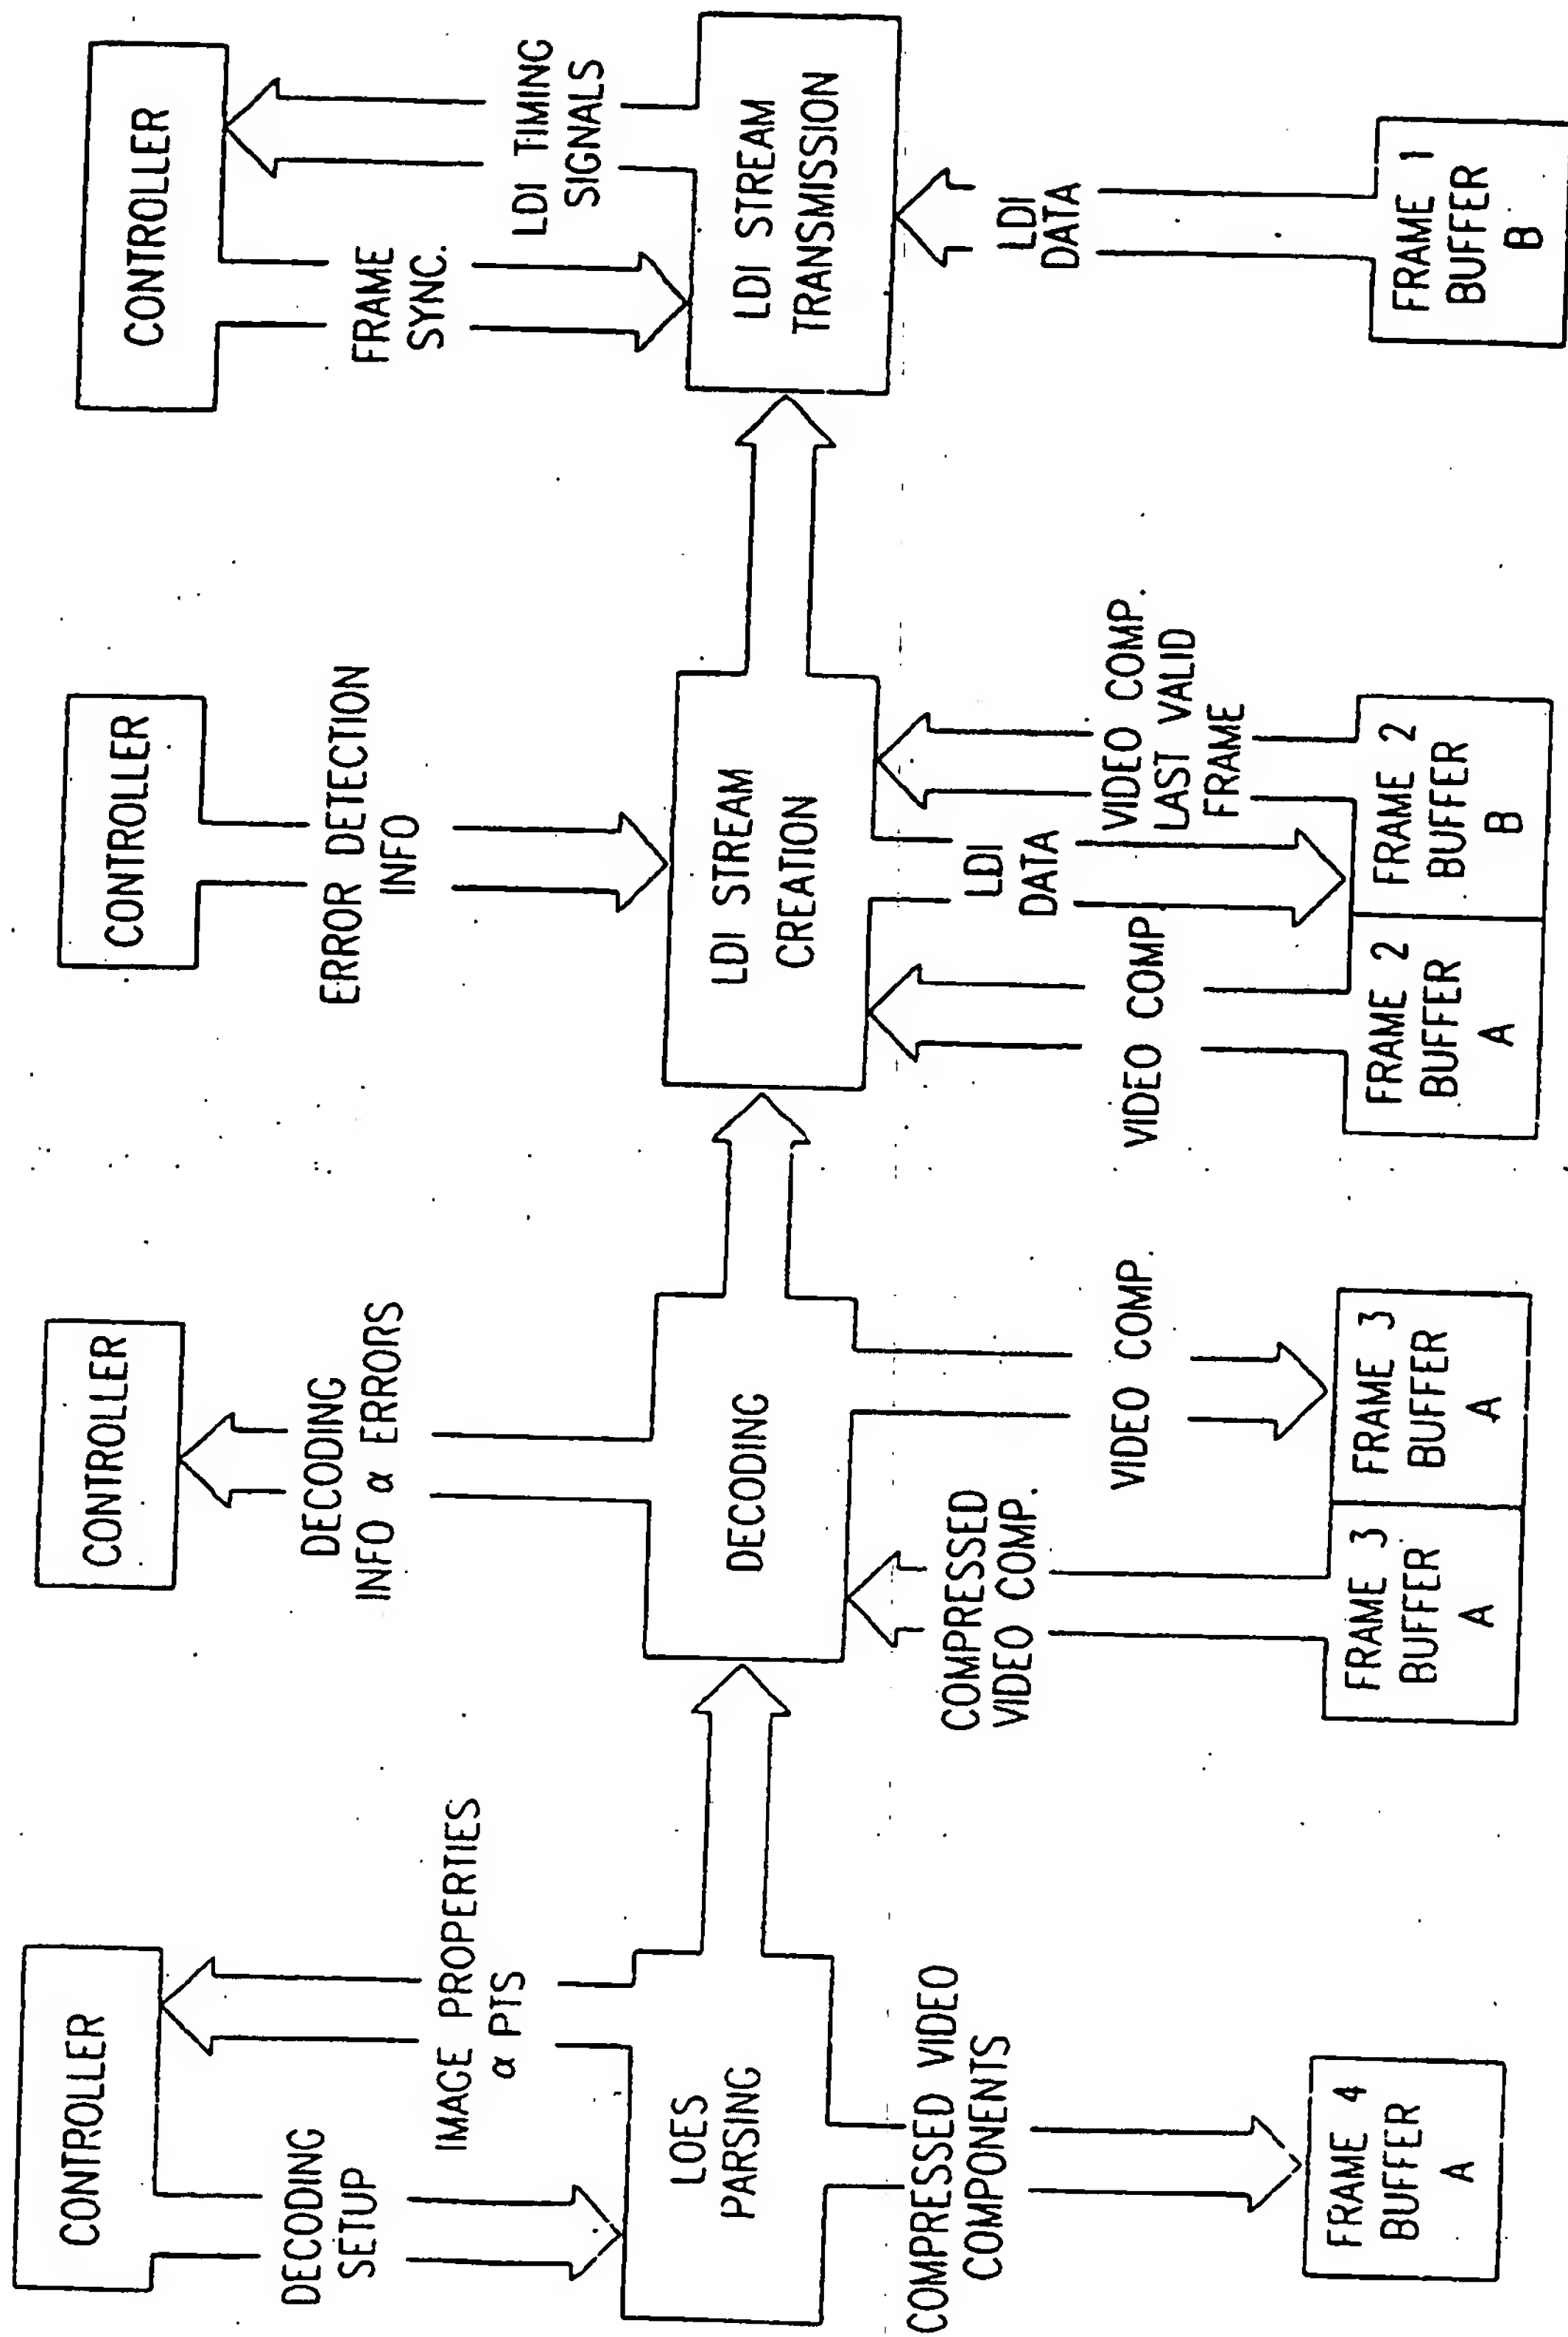 CONTROLLER
DECODING
SETUP
IMAGE PROPERTIES
α PTS
LOES
PARSING
COMPRESSED VIDEO
COMPONENTS
FRAME 4
BUFFER
A
CONTROLLER
DECODING
INFO α ERRORS
DECODING
COMPRESSED
VIDEO COMP.
VIDEO COMP.
FRAME 3
BUFFER
A
FRAME 3
BUFFER
A
CONTROLLER
ERROR DETECTION
INFO
LDI STREAM
CREATION
VIDEO COMP.
LDI
DATA
VIDEO COMP.
LAST VALID
FRAME
FRAME 2
BUFFER
A
FRAME 2
BUFFER
B
CONTROLLER
FRAME
SYNC.
LDI TIMING
SIGNALS
LDI STREAM
TRANSMISSION
LDI
DATA
FRAME 1
BUFFER
B